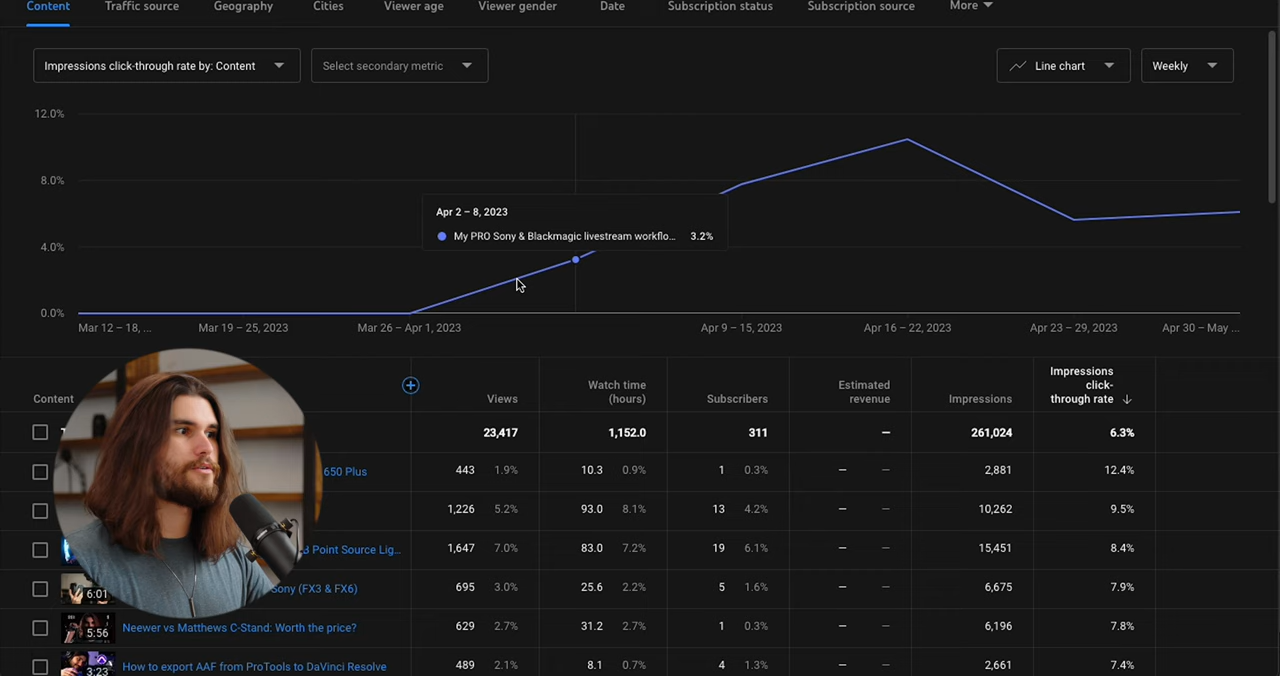 Content Traffic source Geography Cities Viewer age Viewer gender Date Subscription status Subscription source More
Impressions click-through rate by: Content Select secondary metric Line chart Weekly
12.0%
8.0%
Apr 2 – 8, 2023
My PRO Sony & Blackmagic livestream workflo... 3.2%
4.0%
0.0%
Mar 12 – 18, ... Mar 19 – 25, 2023 Mar 26 – Apr 1, 2023 Apr 9 – 15, 2023 Apr 16 – 22, 2023 Apr 23 – 29, 2023 Apr 30 – May ...
Content Views Watch time (hours) Subscribers Estimated revenue Impressions Impressions click-through rate
23,417 1,152.0 311 — 261,024 6.3%
650 Plus 443 1.9% 10.3 0.9% 1 0.3% — — 2,881 12.4%
1,226 5.2% 93.0 8.1% 13 4.2% — — 10,262 9.5%
Point Source Lig... 1,647 7.0% 83.0 7.2% 19 6.1% — — 15,451 8.4%
6:01 Sony (FX3 & FX6) 695 3.0% 25.6 2.2% 5 1.6% — — 6,675 7.9%
5:56 Neewer vs Matthews C-Stand: Worth the price? 629 2.7% 31.2 2.7% 1 0.3% — — 6,196 7.8%
3:23 How to export AAF from ProTools to DaVinci Resolve 489 2.1% 8.1 0.7% 4 1.3% — — 2,661 7.4%